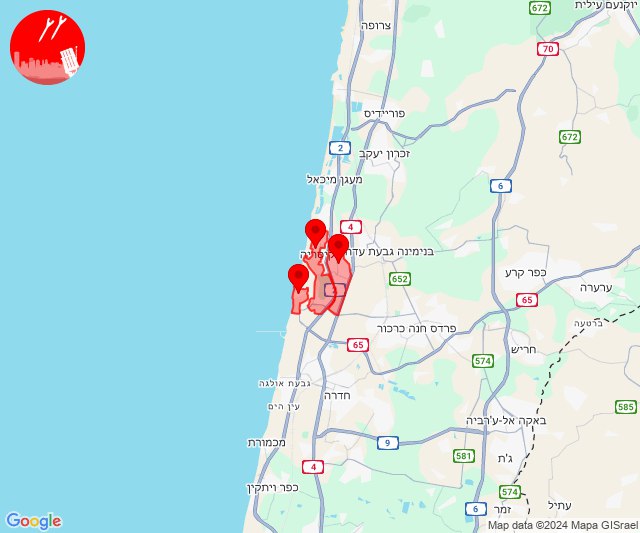 יוקנעם עילית
672
צרופה
70
פוריידיס
672
2
זכרון יעקב
מעגן מיכאל
6
4
קיסריה
בנימינה גבעת עדה
כפר קרע
652
ערערה
2
65
ברטעה
פרדס חנה כרכור
65
חריש
574
גבעת אולגה
חדרה
585
עין הים
באקה אל-ע'רביה
מכמורת
9
581
ג'ת
4
כפר ויתקין
574
עתיל
6
זמר
Google
Map data ©2024 Mapa GISrael